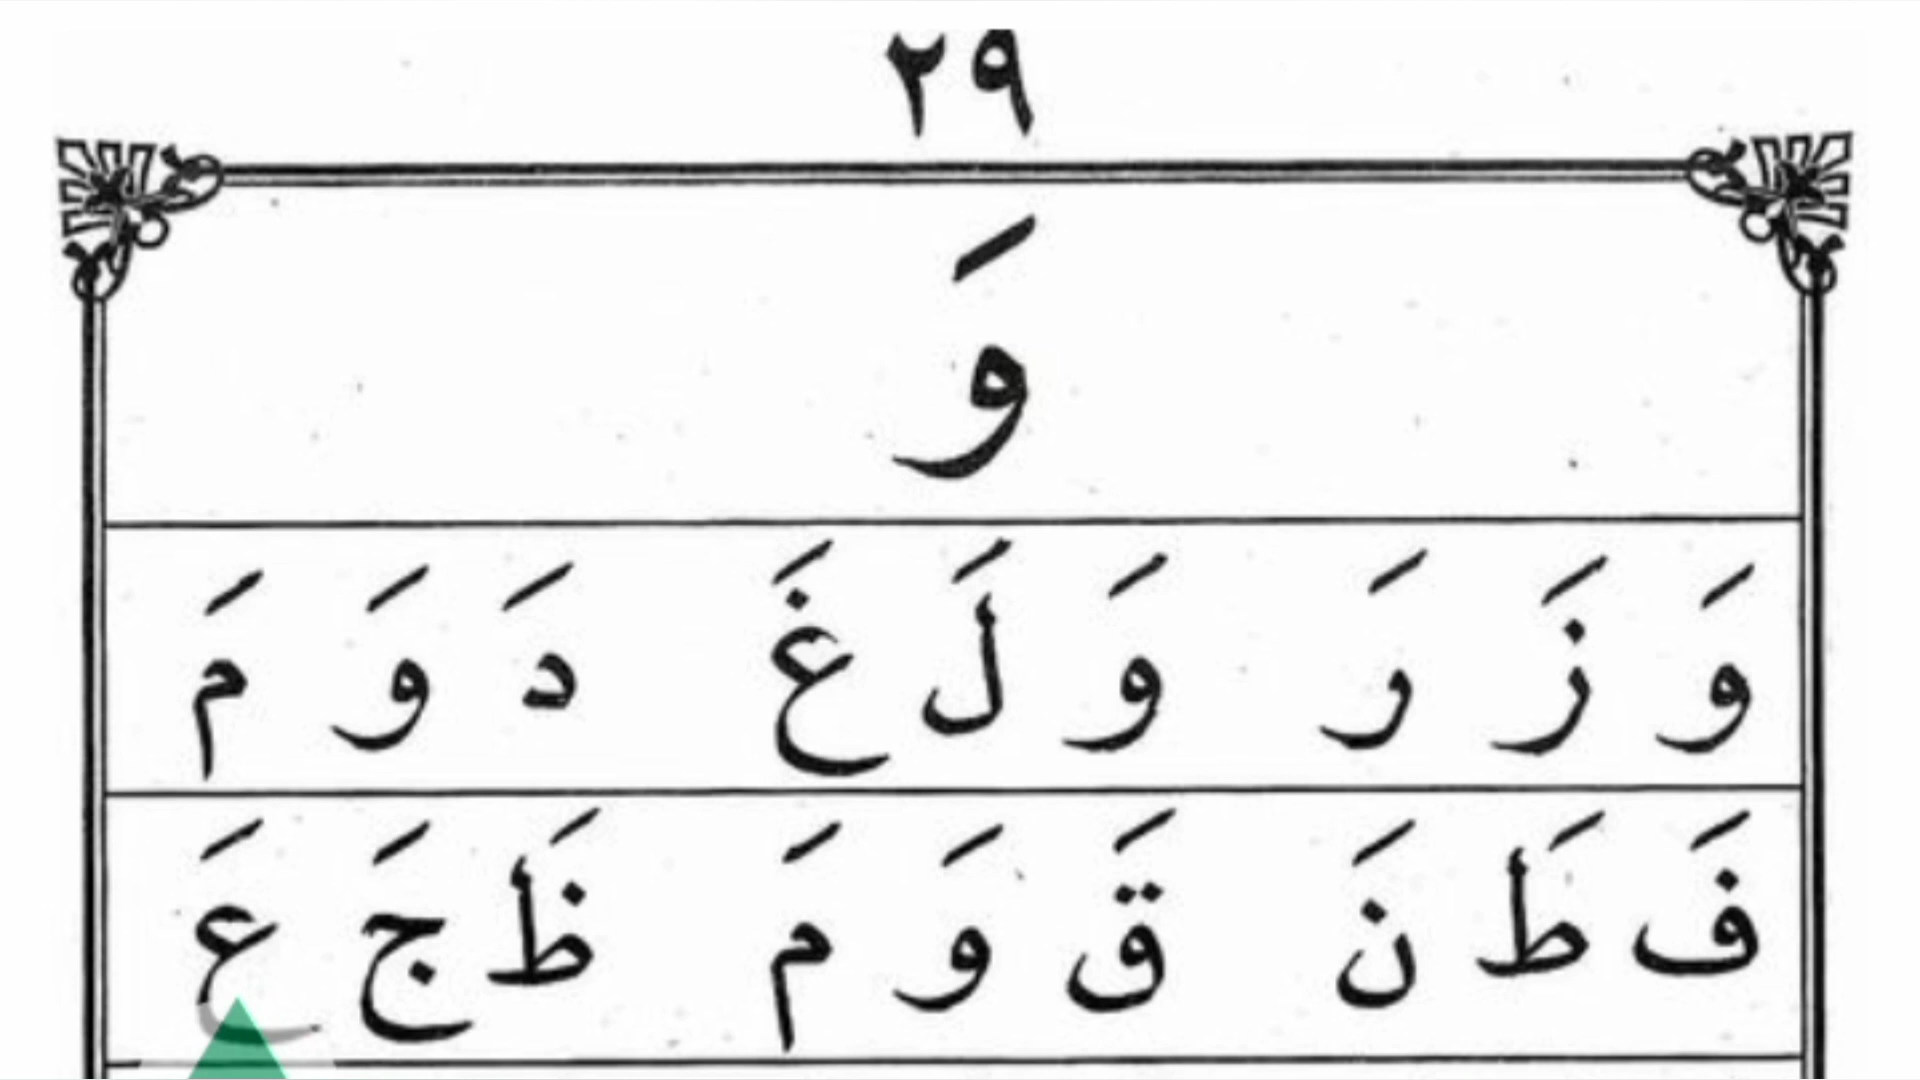 ٢٩
وَ
وَ زَ رَ وَ لَ غَ دَ وَ مَ
فَ طَ نَ قَ وَ مَ ظَ جَ عَ